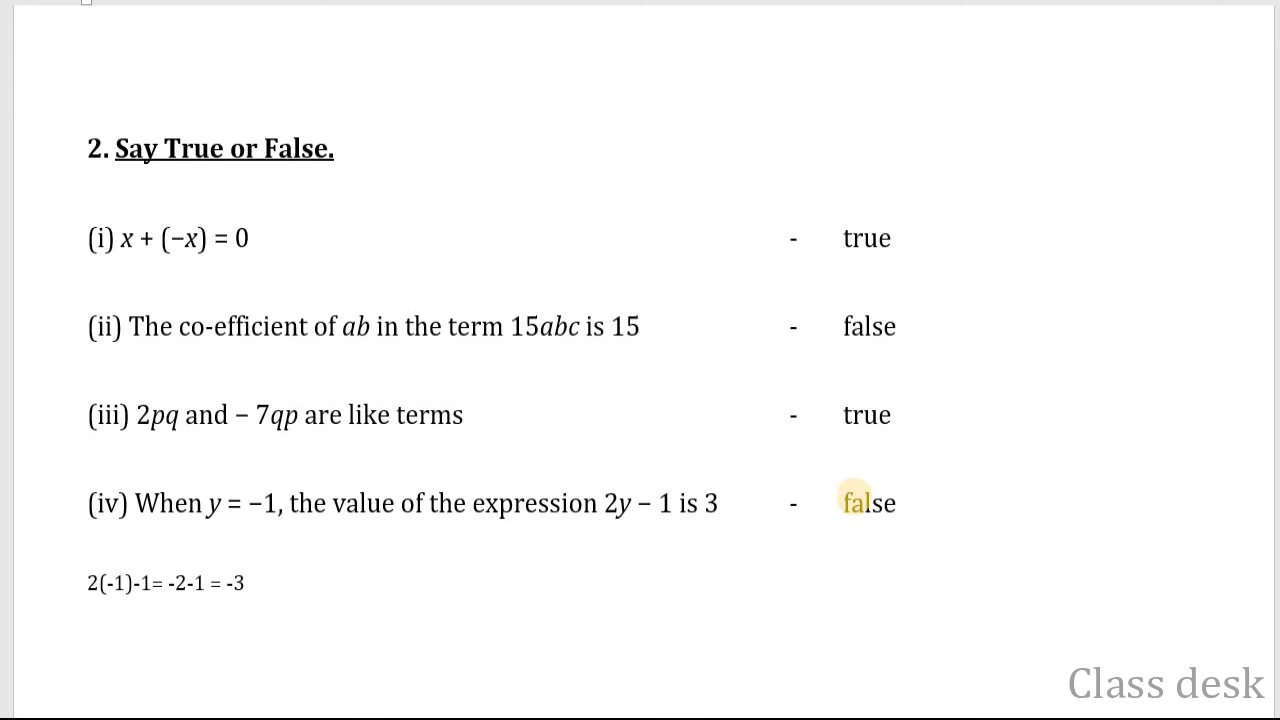 2. Say True or False.
(i) x + (−x) = 0 - true
(ii) The co-efficient of ab in the term 15abc is 15 - false
(iii) 2pq and − 7qp are like terms - true
(iv) When y = −1, the value of the expression 2y − 1 is 3 - false
2(-1)-1= -2-1 = -3
Class desk